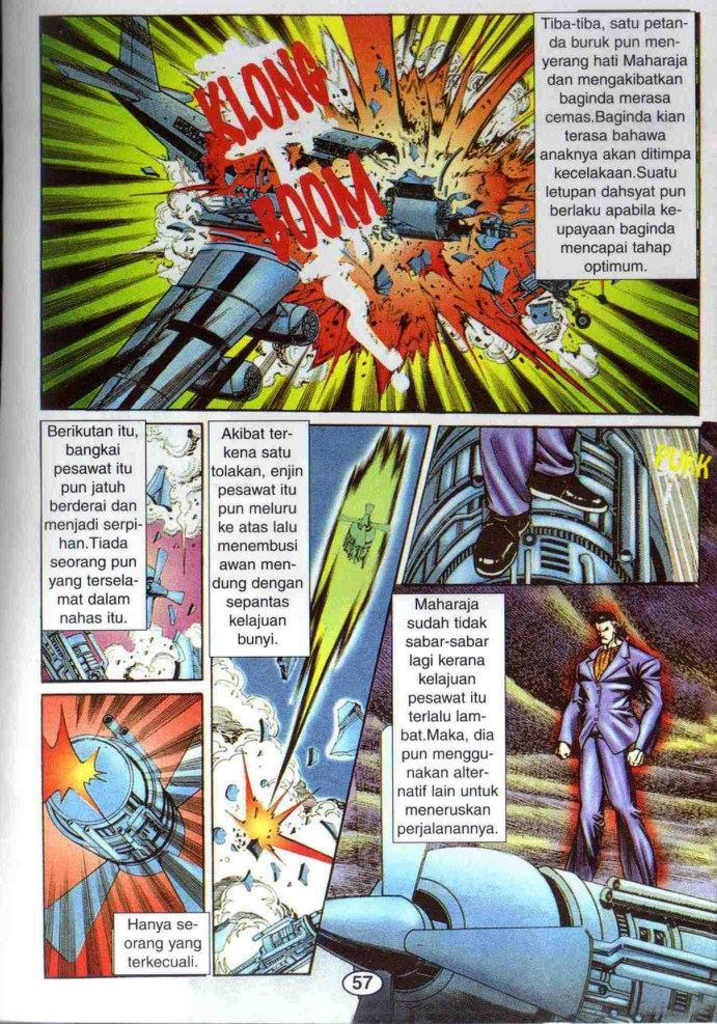 Tiba-tiba, satu petan-
da buruk pun men-
yerang hati Maharaja
dan mengakibatkan
baginda merasa
cemas.Baginda kian
terasa bahawa
anaknya akan ditimpa
kecelakaan.Suatu
letupan dahsyat pun
berlaku apabila ke-
upayaan baginda
mencapai tahap
optimum.
KLONG
BOOM
Berikutan itu,
bangkai
pesawat itu
pun jatuh
berderai dan
menjadi serpi-
han.Tiada
seorang pun
yang tersela-
mat dalam
nahas itu.
Akibat ter-
kena satu
tolakan, enjin
pesawat itu
pun meluru
ke atas lalu
menembusi
awan men-
dung dengan
sepantas
kelajuan
bunyi.
PUKK
Hanya se-
orang yang
terkecuali.
Maharaja
sudah tidak
sabar-sabar
lagi kerana
kelajuan
pesawat itu
terlalu lam-
bat.Maka, dia
pun menggu-
nakan alter-
natif lain untuk
meneruskan
perjalanannya.
57